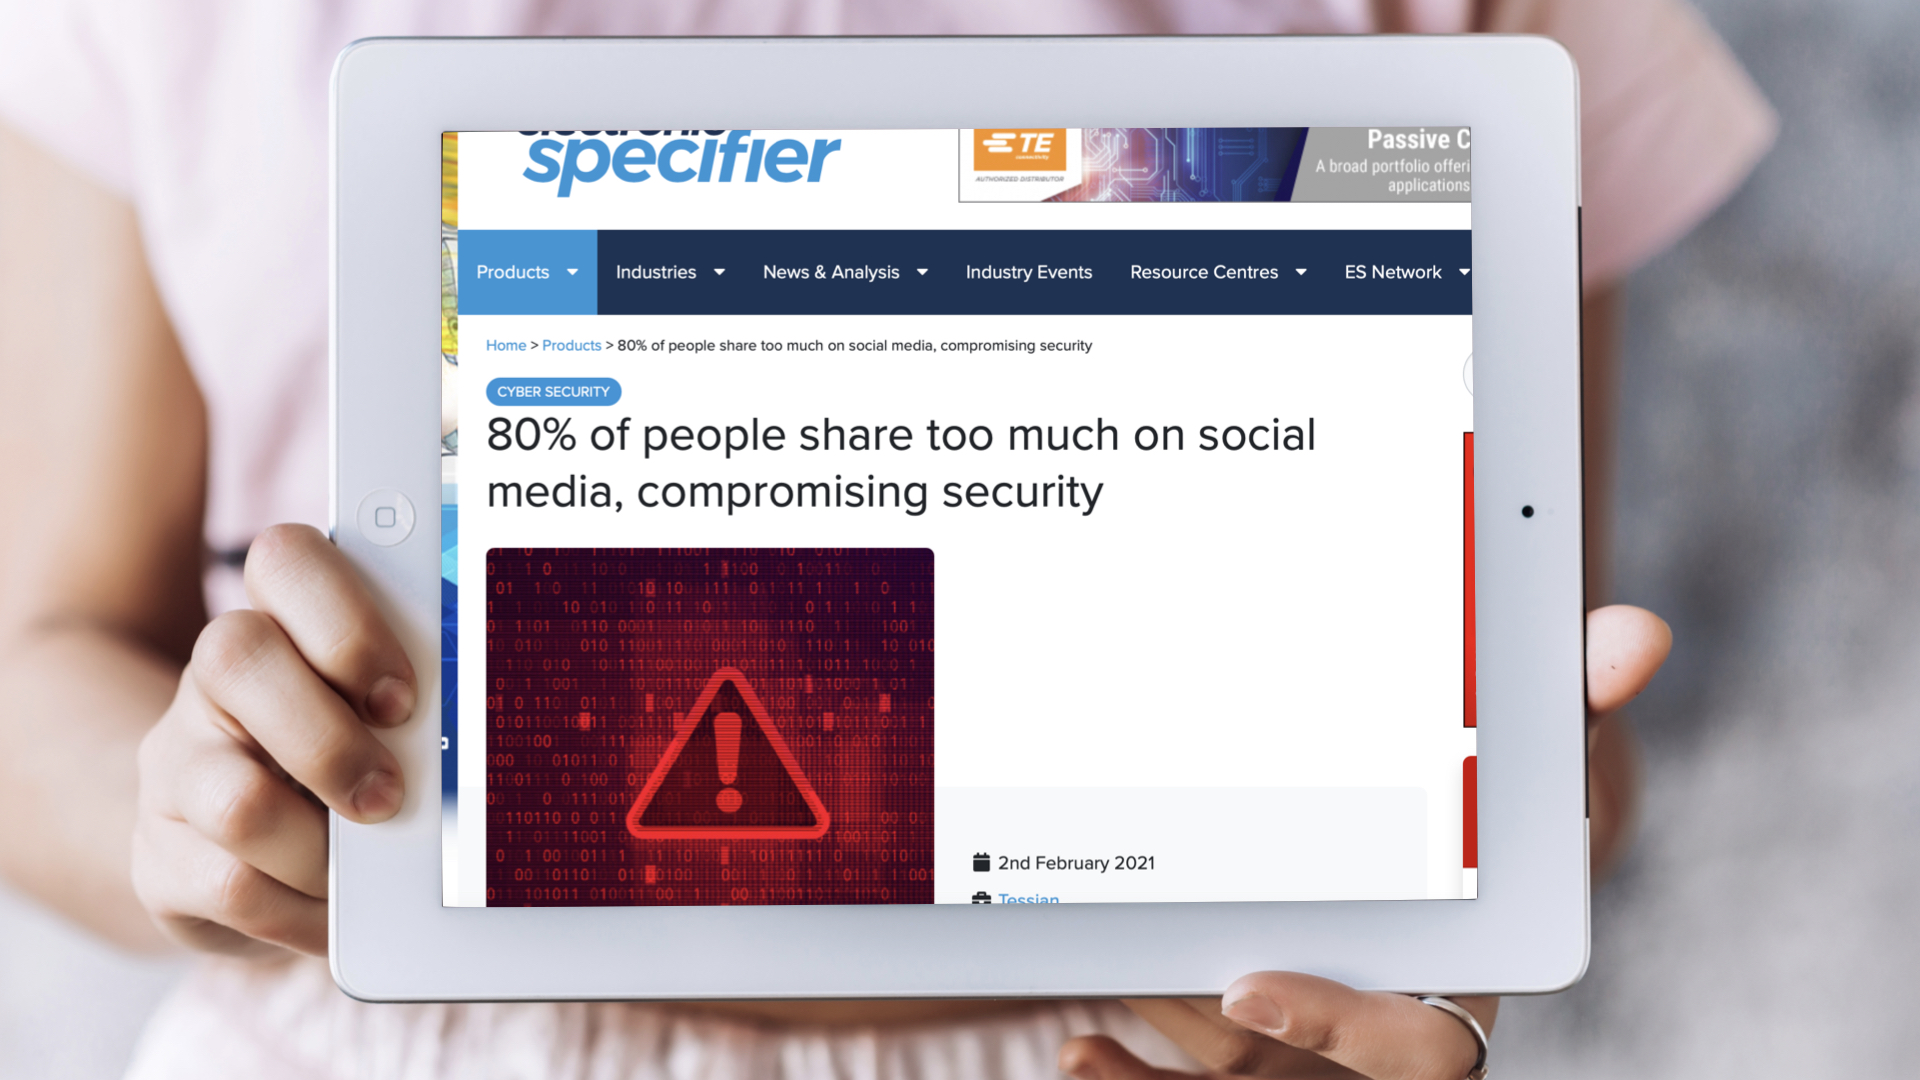 electronic
specifier
TE
connectivity
AUTHORIZED DISTRIBUTOR
Passive C
A broad portfolio offeri
applications
Products
Industries
News & Analysis
Industry Events
Resource Centres
ES Network
Home > Products > 80% of people share too much on social media, compromising security
CYBER SECURITY
80% of people share too much on social
media, compromising security
2nd February 2021
Tessian